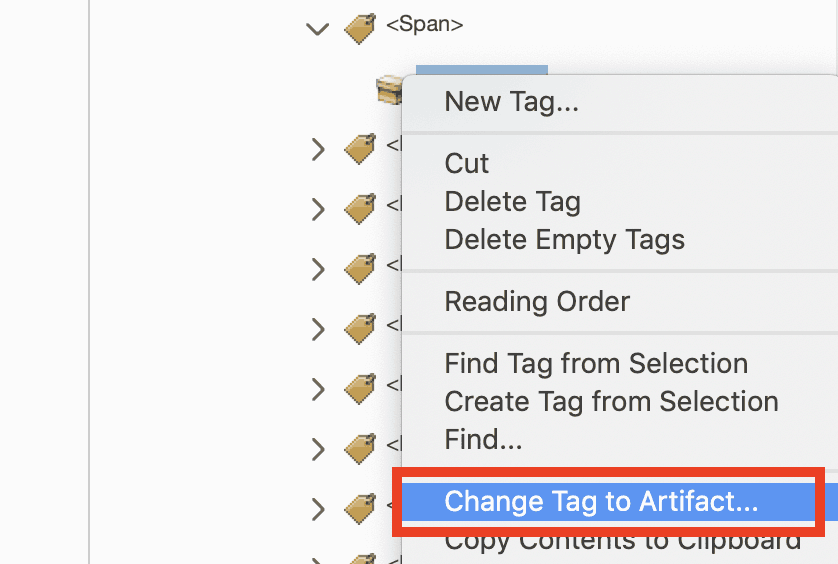 <Span>
New Tag...
Cut
Delete Tag
Delete Empty Tags
Reading Order
Find Tag from Selection
Create Tag from Selection
Find...
Change Tag to Artifact...
Copy Contents to Clipboard